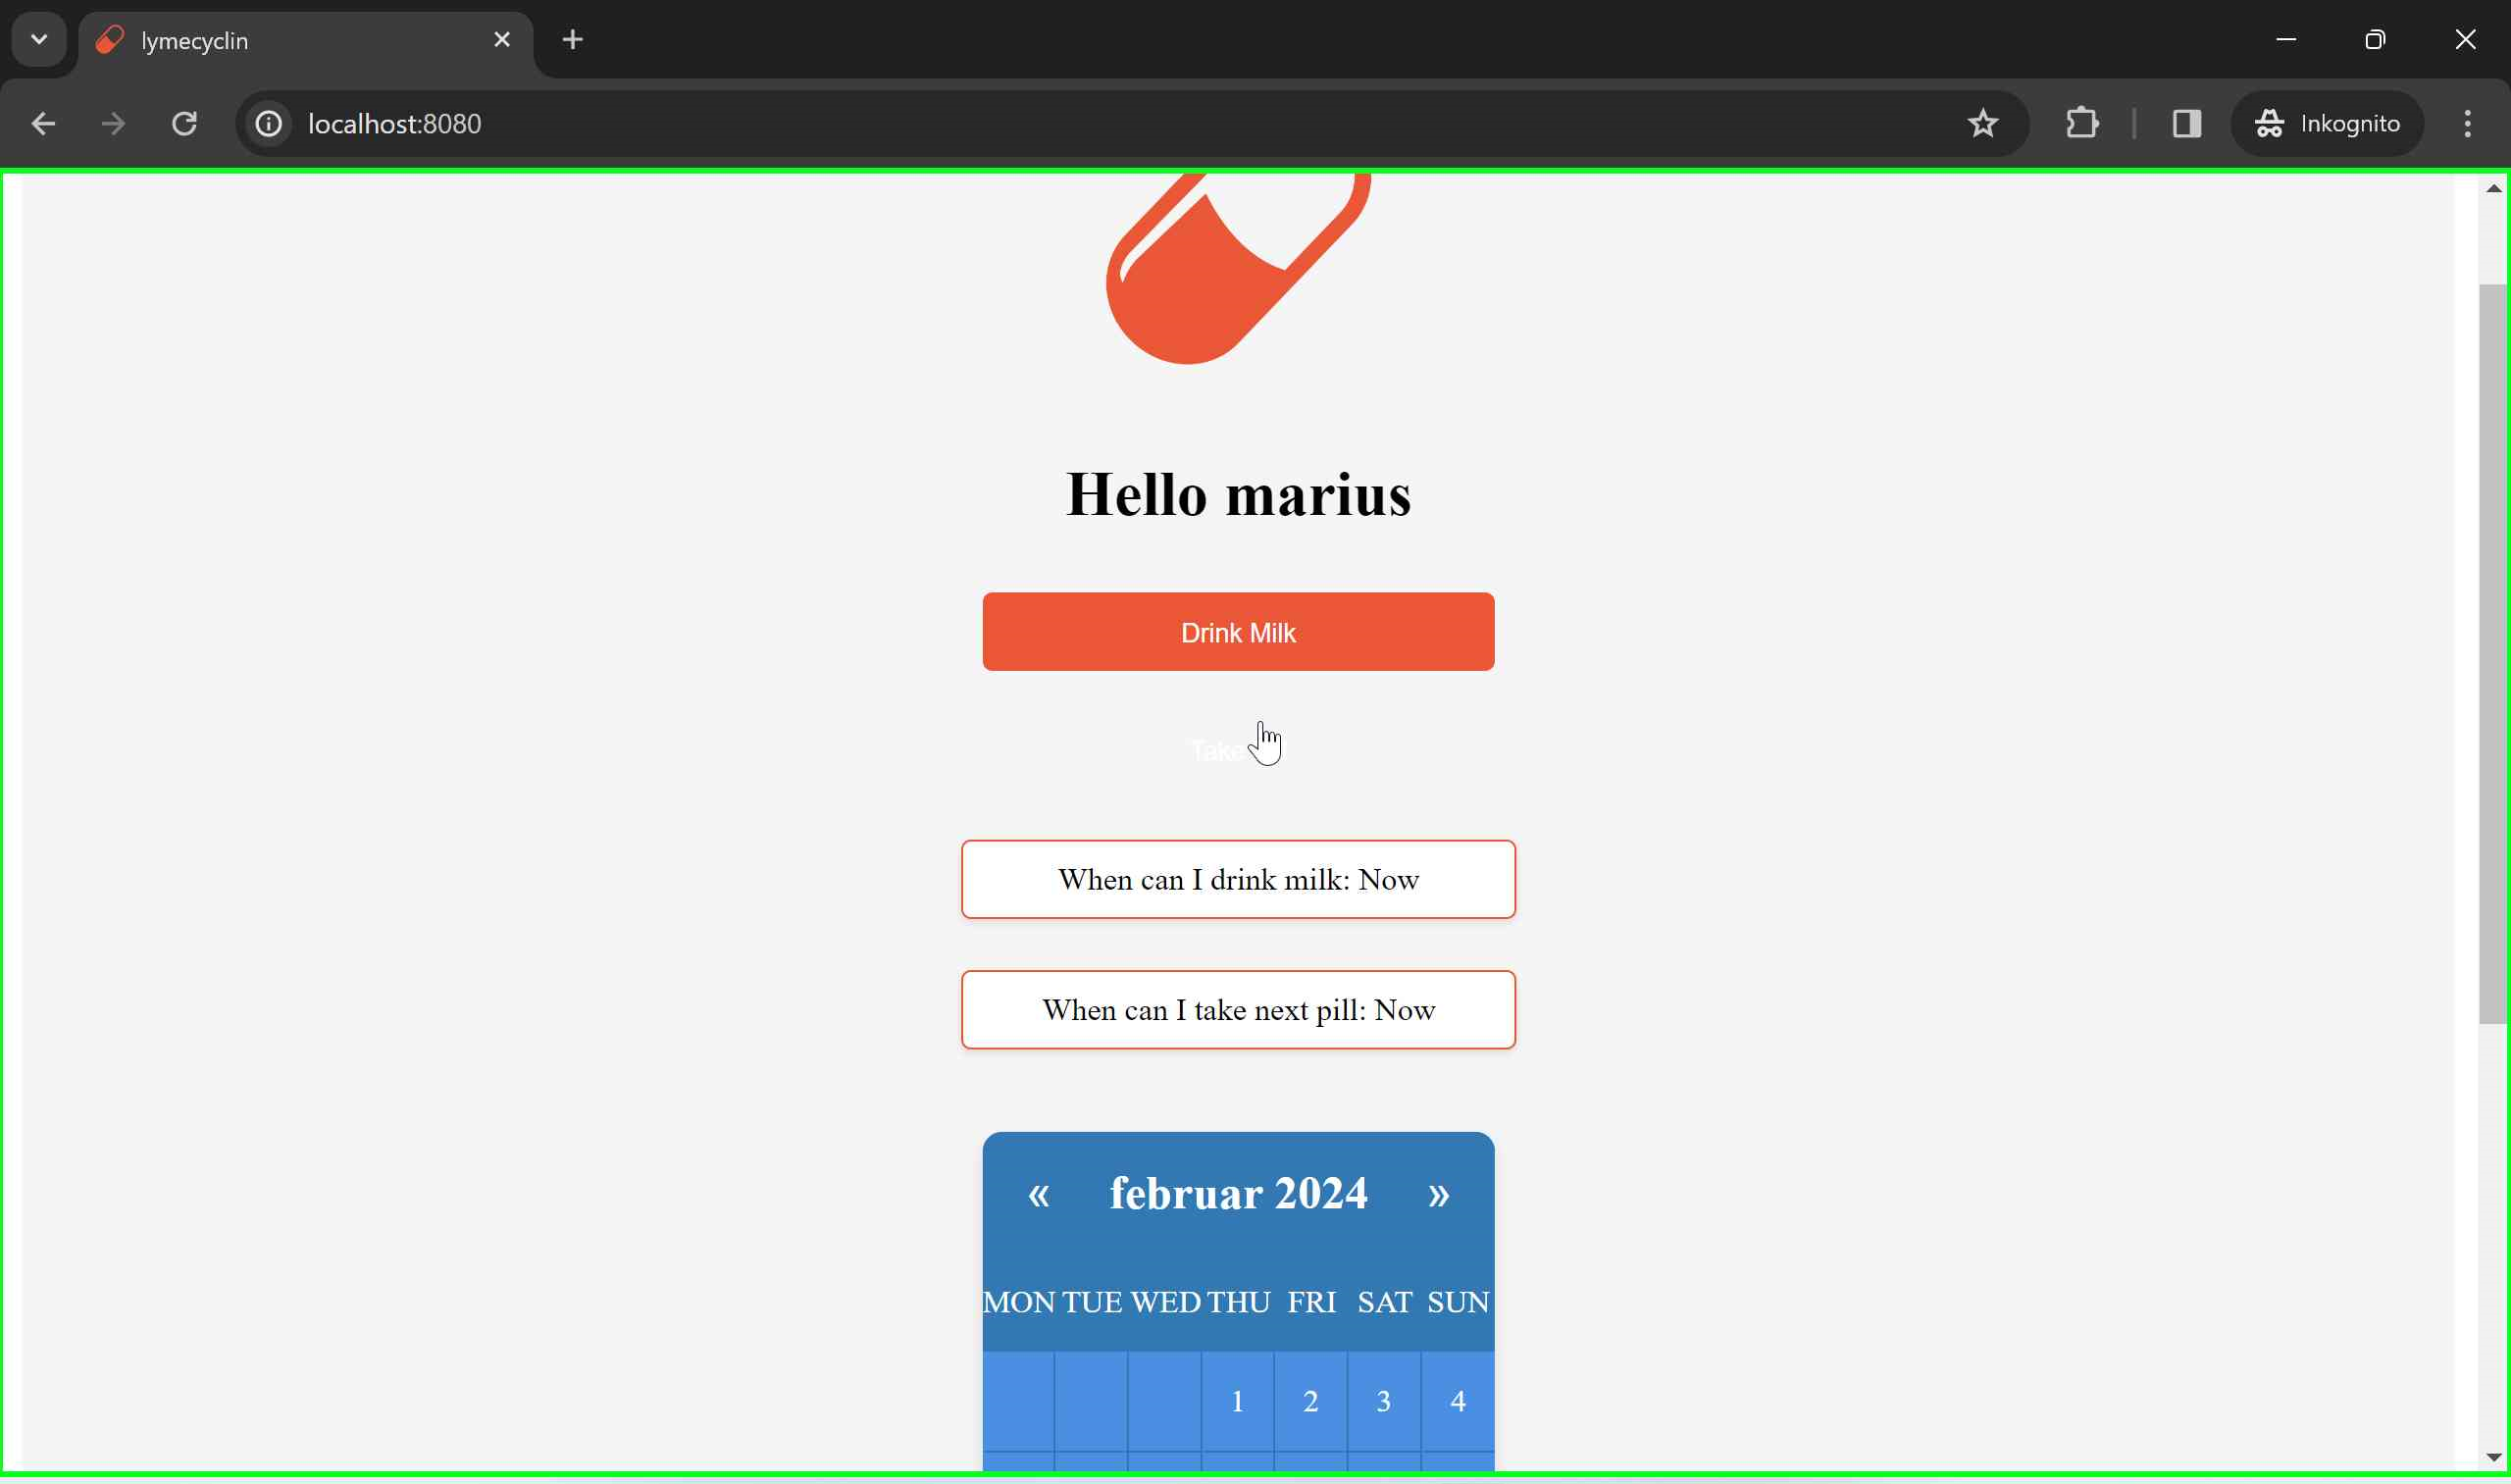 lymecyclin
localhost:8080
Inkognito
Hello marius
Drink Milk
Take
When can I drink milk: Now
When can I take next pill: Now
« februar 2024 »
MON TUE WED THU FRI SAT SUN
1 2 3 4